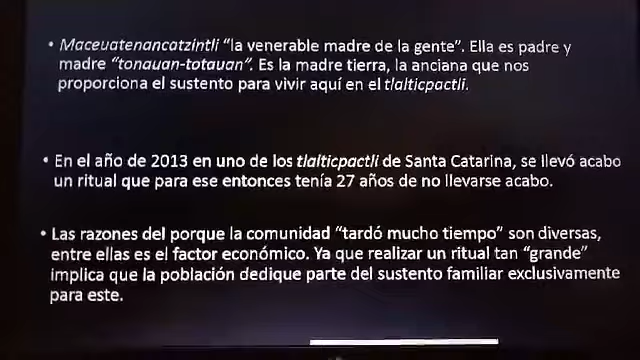 • Maceuatenancatzintli “la venerable madre de la gente”. Ella es padre y
madre “tonauan-totauan”. Es la madre tierra, la anciana que nos
proporciona el sustento para vivir aquí en el tlalticpactli.
• En el año de 2013 en uno de los tlalticpactli de Santa Catarina, se llevó acabo
un ritual que para ese entonces tenía 27 años de no llevarse acabo.
• Las razones del porque la comunidad “tardó mucho tiempo” son diversas,
entre ellas es el factor económico. Ya que realizar un ritual tan “grande”
implica que la población dedique parte del sustento familiar exclusivamente
para este.